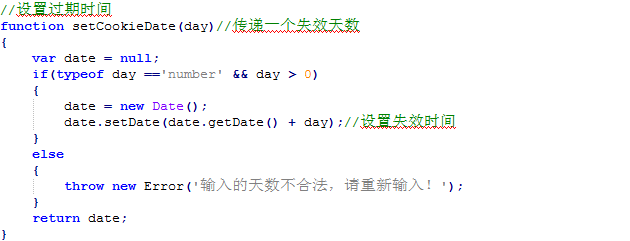 //设置过期时间
function setCookieDate(day)//传递一个失效天数
{
    var date = null;
    if(typeof day =='number' && day > 0)
    {
        date = new Date();
        date.setDate(date.getDate() + day);//设置失效时间
    }
    else
    {
        throw new Error('输入的天数不合法，请重新输入！');
    }
    return date;
}